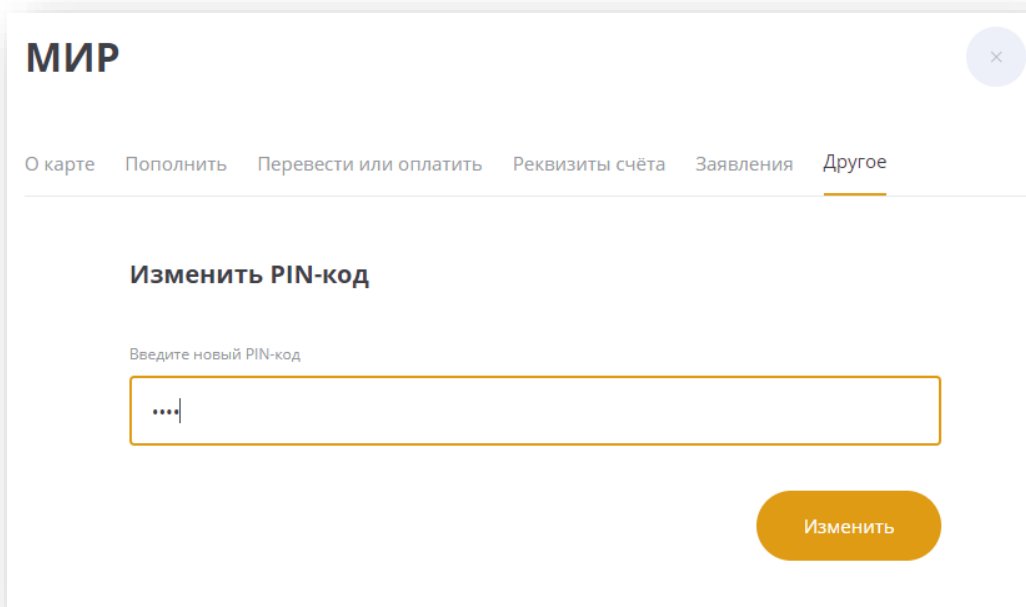 МИР
×
О карте Пополнить Перевести или оплатить Реквизиты счёта Заявления Другое
Изменить PIN-код
Введите новый PIN-код
••••
Изменить